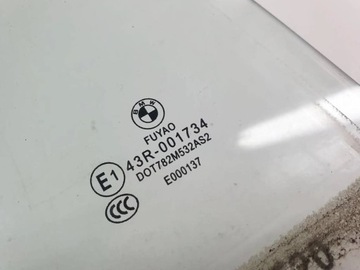 BMW
FUYAO
43R-001734
DOT782M532AS2
E000137
E1
CCC